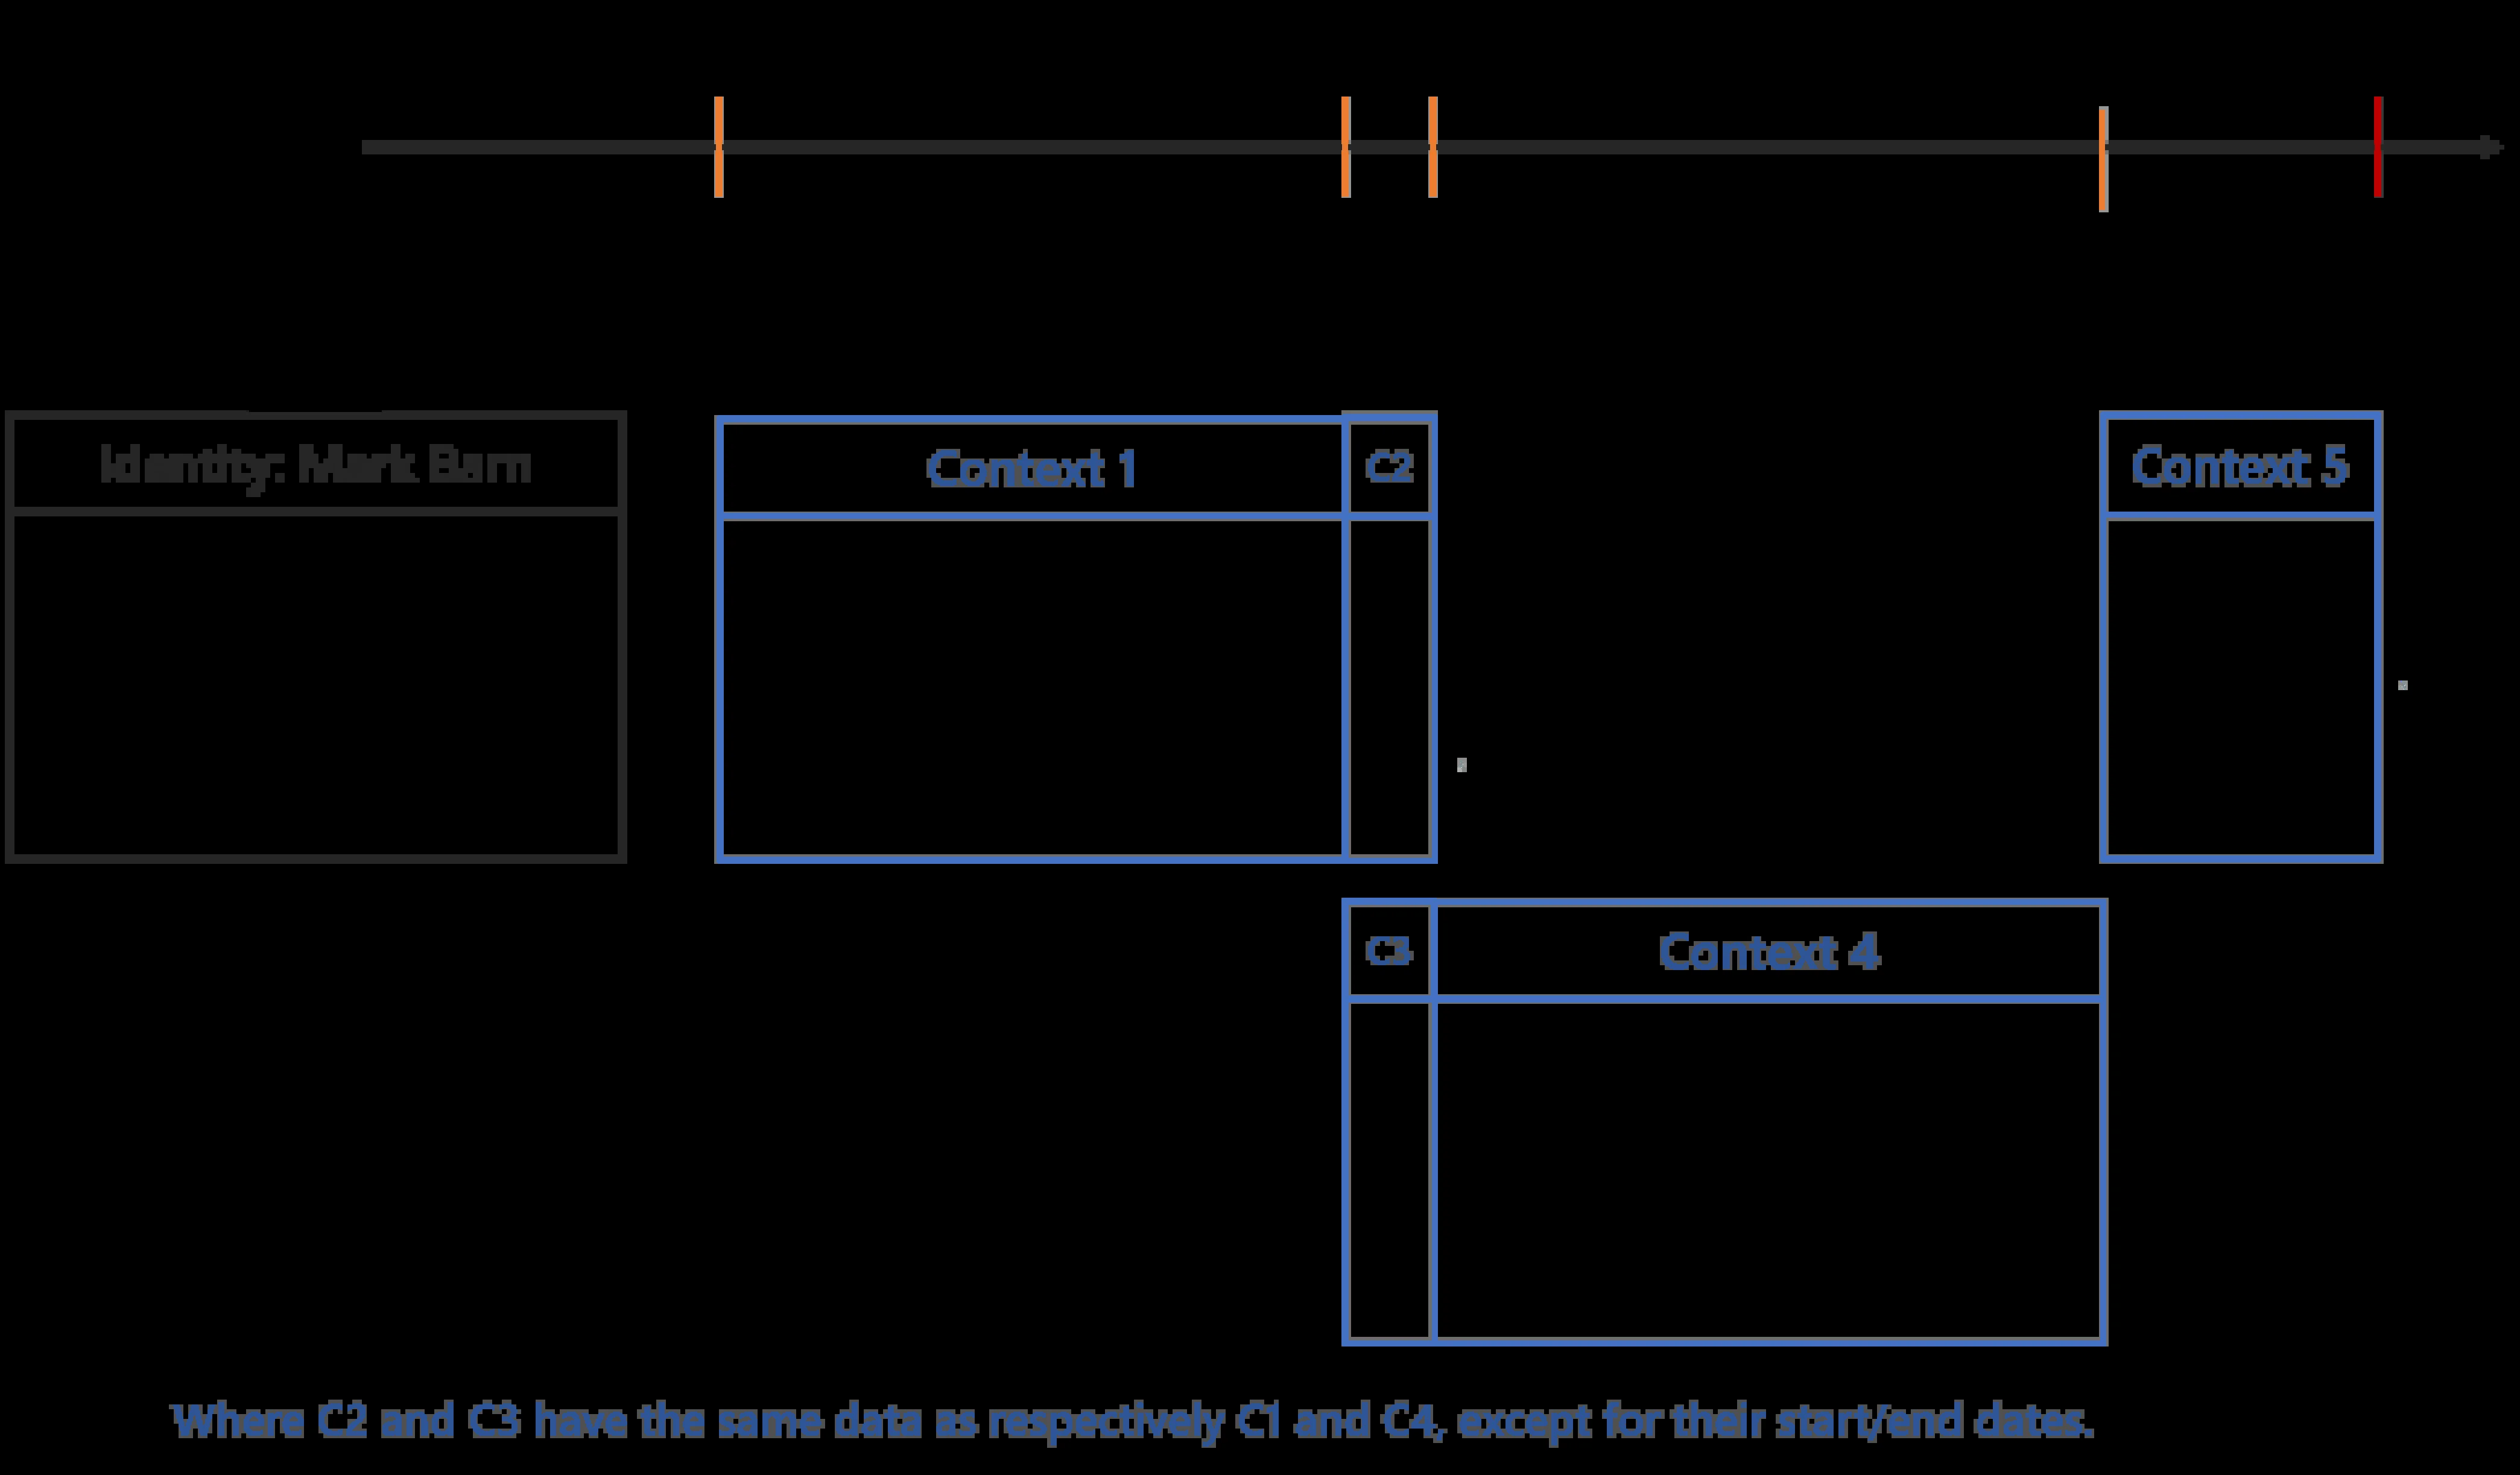 Identity: Mark Barn
Context 1
C2
Context 5
C3
Context 4
Where C2 and C3 have the same data as respectively C1 and C4, except for their start/end dates.